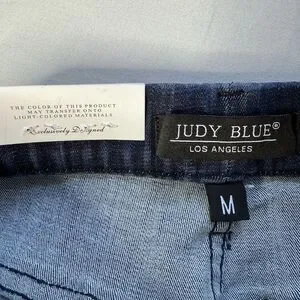 THE COLOR OF THIS PRODUCT
MAY TRANSFER ONTO
LIGHT-COLORED MATERIALS
Exclusively Designed
JUDY BLUE®
LOS ANGELES
M